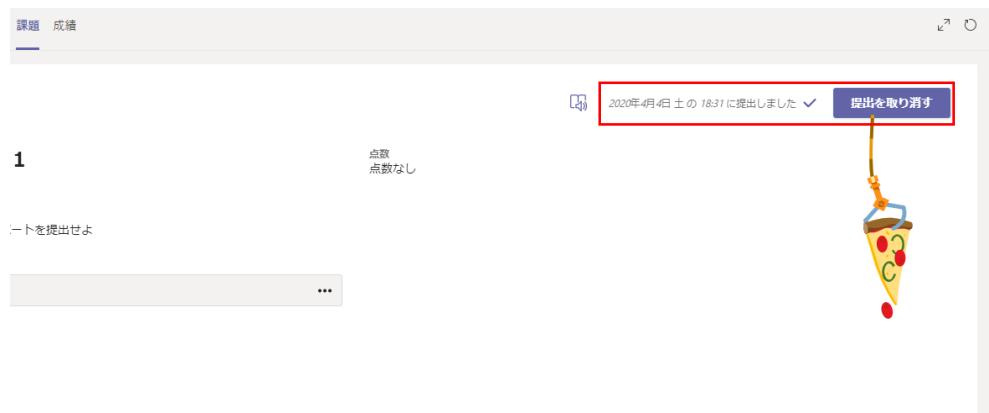 課題 成績
2020年4月4日 土 の 18:31 に提出しました 提出を取り消す
1
点数
点数なし
ートを提出せよ